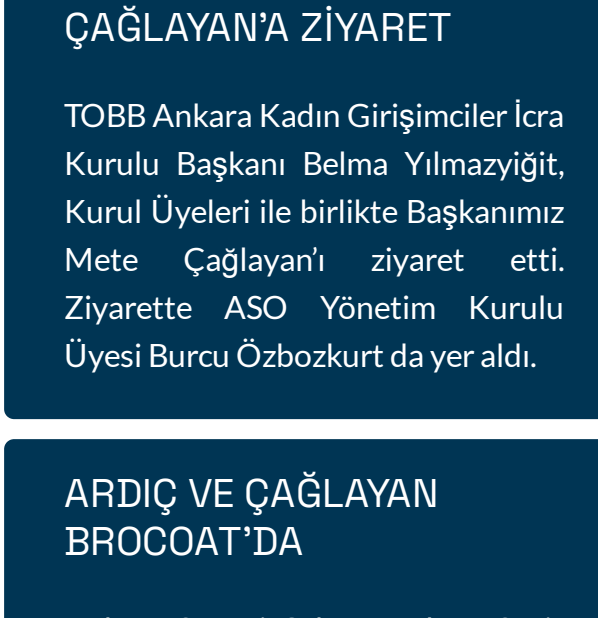 ÇAĞLAYAN’A ZİYARET
TOBB Ankara Kadın Girişimciler İcra
Kurulu Başkanı Belma Yılmazyiğit,
Kurul Üyeleri ile birlikte Başkanımız
Mete Çağlayan’ı ziyaret etti.
Ziyarette ASO Yönetim Kurulu
Üyesi Burcu Özbozkurt da yer aldı.
ARDIÇ VE ÇAĞLAYAN
BROCOAT’DA